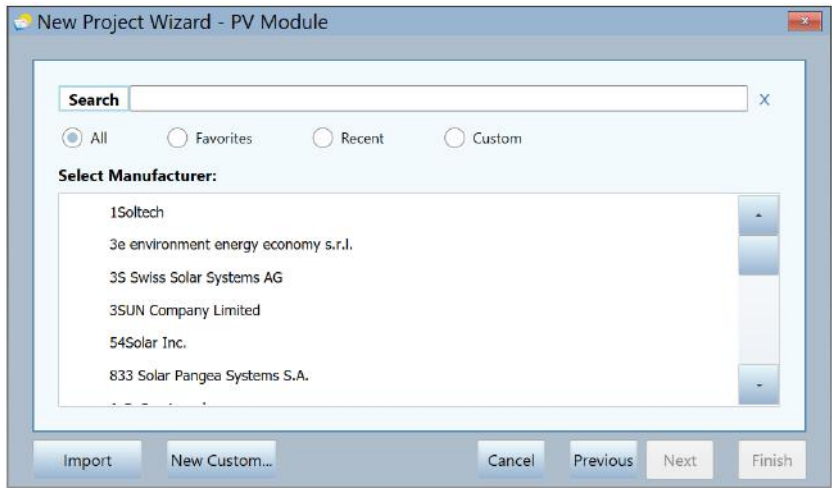 New Project Wizard - PV Module
x
Search
X
All Favorites Recent Custom
Select Manufacturer:
1Soltech
3e environment energy economy s.r.l.
3S Swiss Solar Systems AG
3SUN Company Limited
54Solar Inc.
833 Solar Pangea Systems S.A.
Import New Custom... Cancel Previous Next Finish